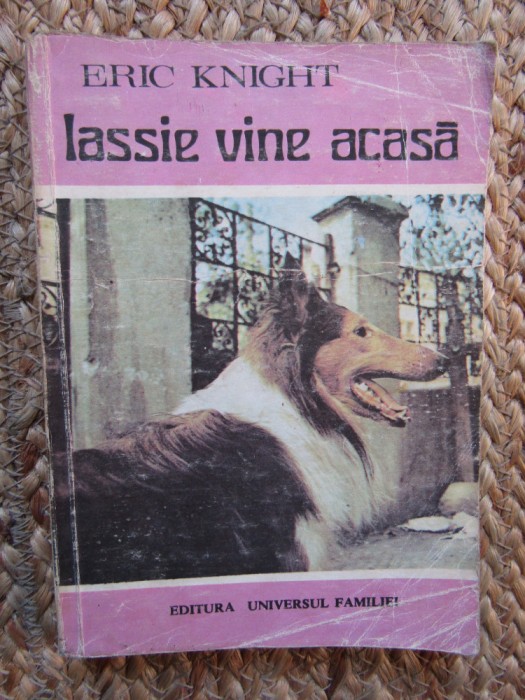 ERIC KNIGHT
lassie vine acasă
EDITURA UNIVERSUL FAMILIEI